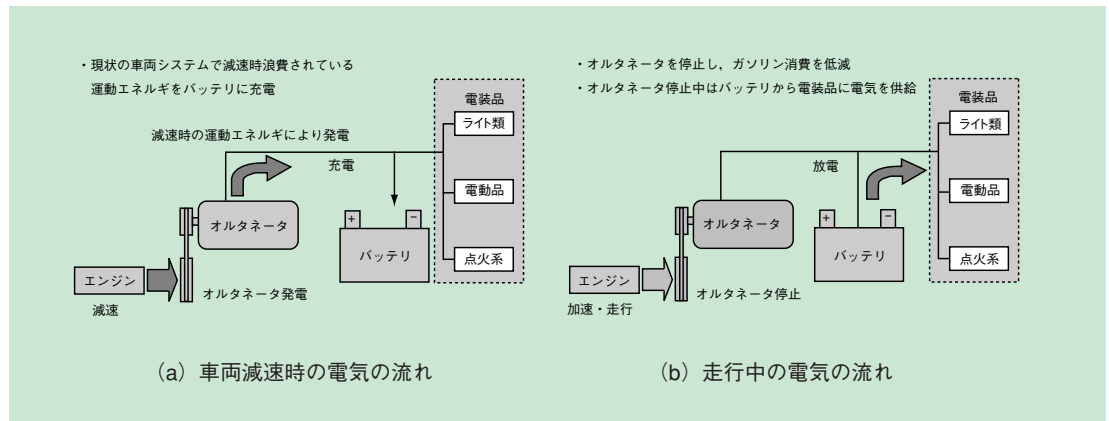 ・現状の車両システムで減速時浪費されている
運動エネルギをバッテリに充電
減速時の運動エネルギにより発電
充電
電装品
ライト類
電動品
点火系
オルタネータ
+
−
バッテリ
エンジン
減速
オルタネータ発電
(a) 車両減速時の電気の流れ
・オルタネータを停止し，ガソリン消費を低減
・オルタネータ停止中はバッテリから電装品に電気を供給
放電
電装品
ライト類
電動品
点火系
オルタネータ
+
−
バッテリ
エンジン
加速・走行
オルタネータ停止
(b) 走行中の電気の流れ